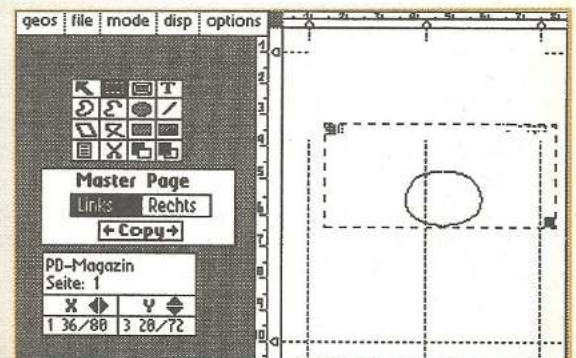 geos file mode disp options
T
Master Page
Links Rechts
Copy
PD-Magazin
Seite: 1
X Y
1 36/80 3 20/72